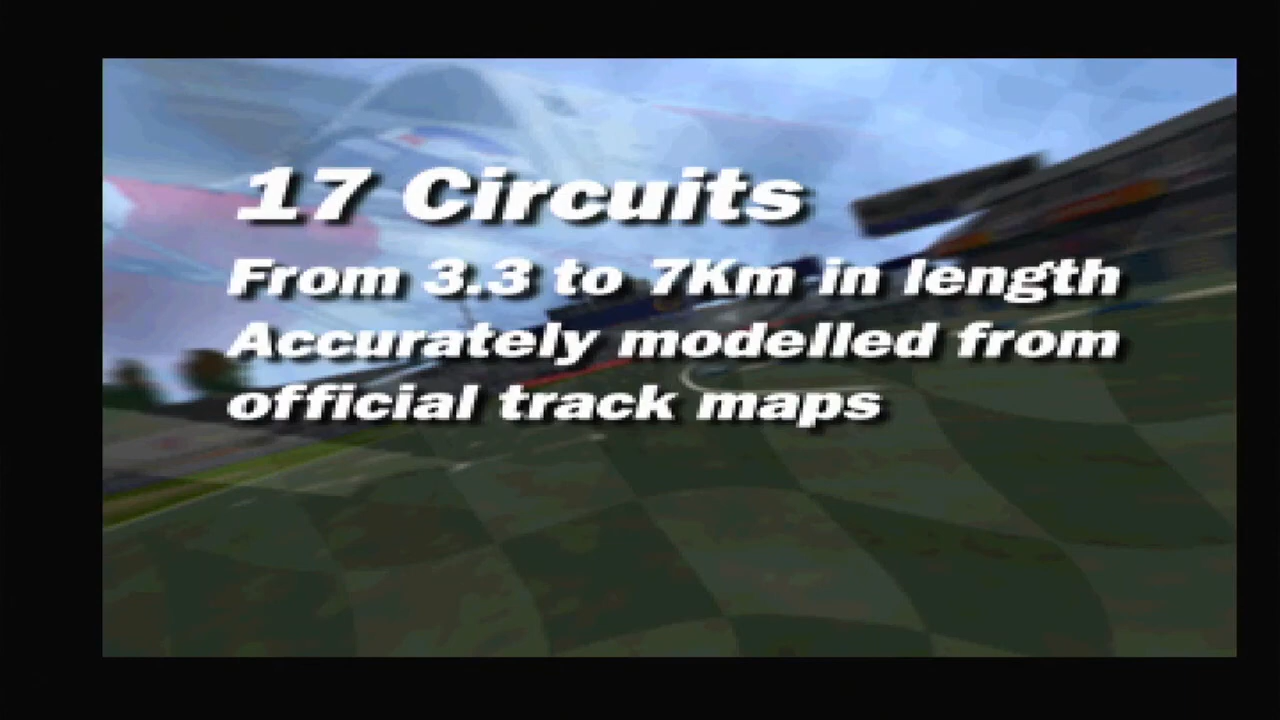 17 Circuits
From 3.3 to 7Km in length
Accurately modelled from
official track maps